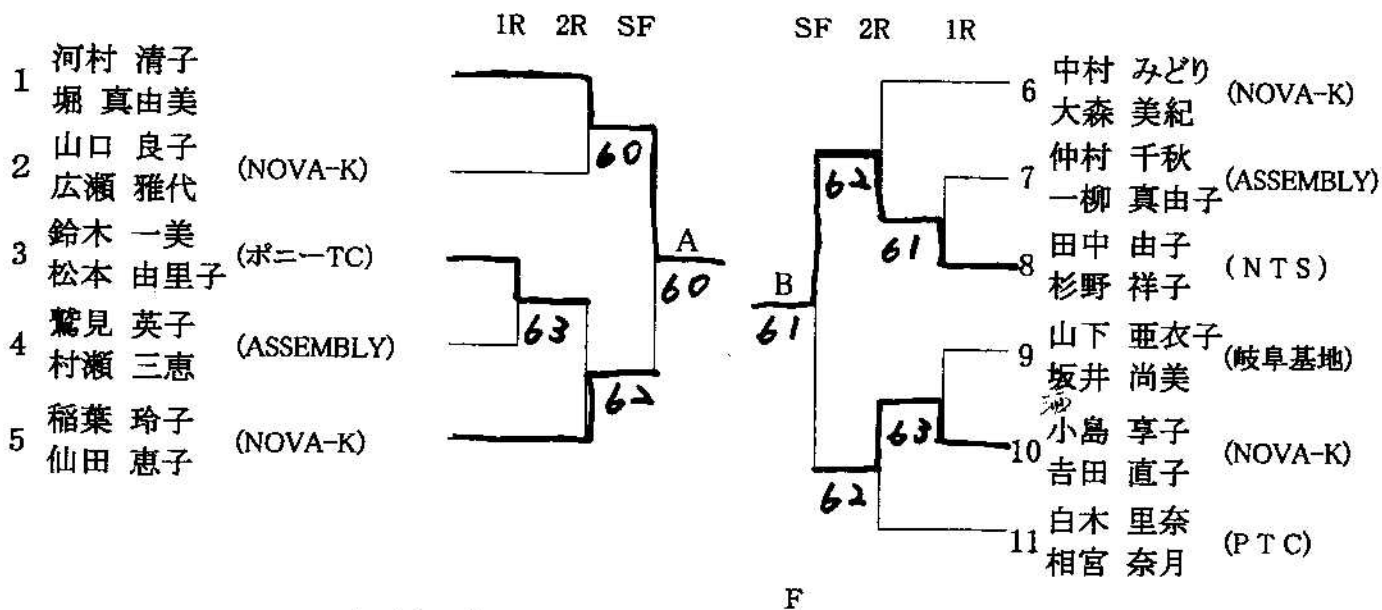 1R 2R SF
1 河村 清子
堀 真由美
2 山口 良子 (NOVA-K)
広瀬 雅代
3 鈴木 一美 (ポニーTC)
松本 由里子
4 鷲見 英子 (ASSEMBLY)
村瀬 三恵
5 稲葉 玲子 (NOVA-K)
仙田 恵子
60
63
62
A
60
SF 2R 1R
6 中村 みどり (NOVA-K)
大森 美紀
7 仲村 千秋 (ASSEMBLY)
一柳 真由子
8 田中 由子 (NTS)
杉野 祥子
9 山下 亜衣子 (岐阜基地)
坂井 尚美
10 小島 享子 (NOVA-K)
吉田 直子
11 白木 里奈 (PTC)
相宮 奈月
62
61
B
61
63
62
F